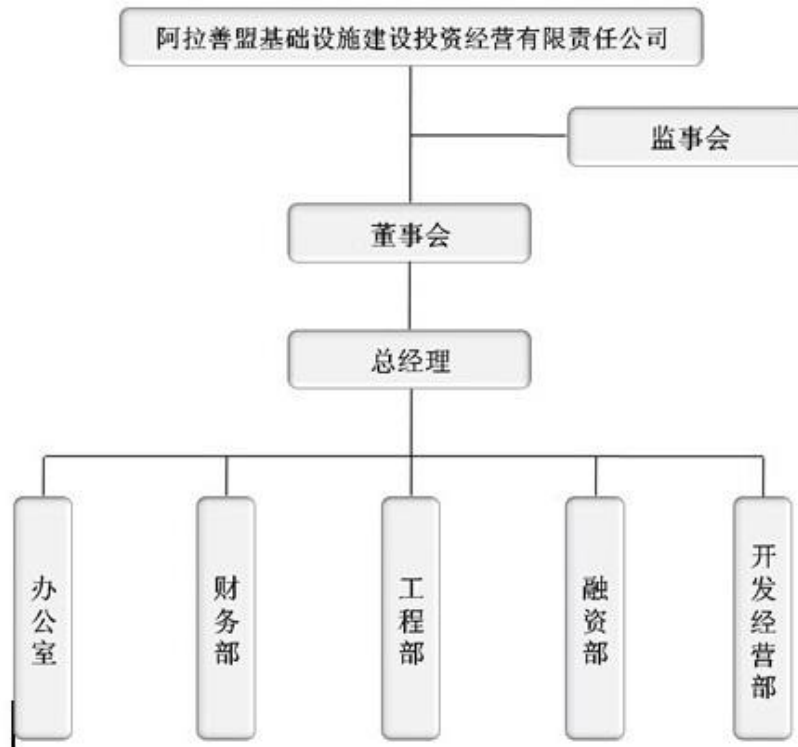 阿拉善盟基础设施建设投资经营有限责任公司
监事会
董事会
总经理
办公室
财务部
工程部
融资部
开发经营部